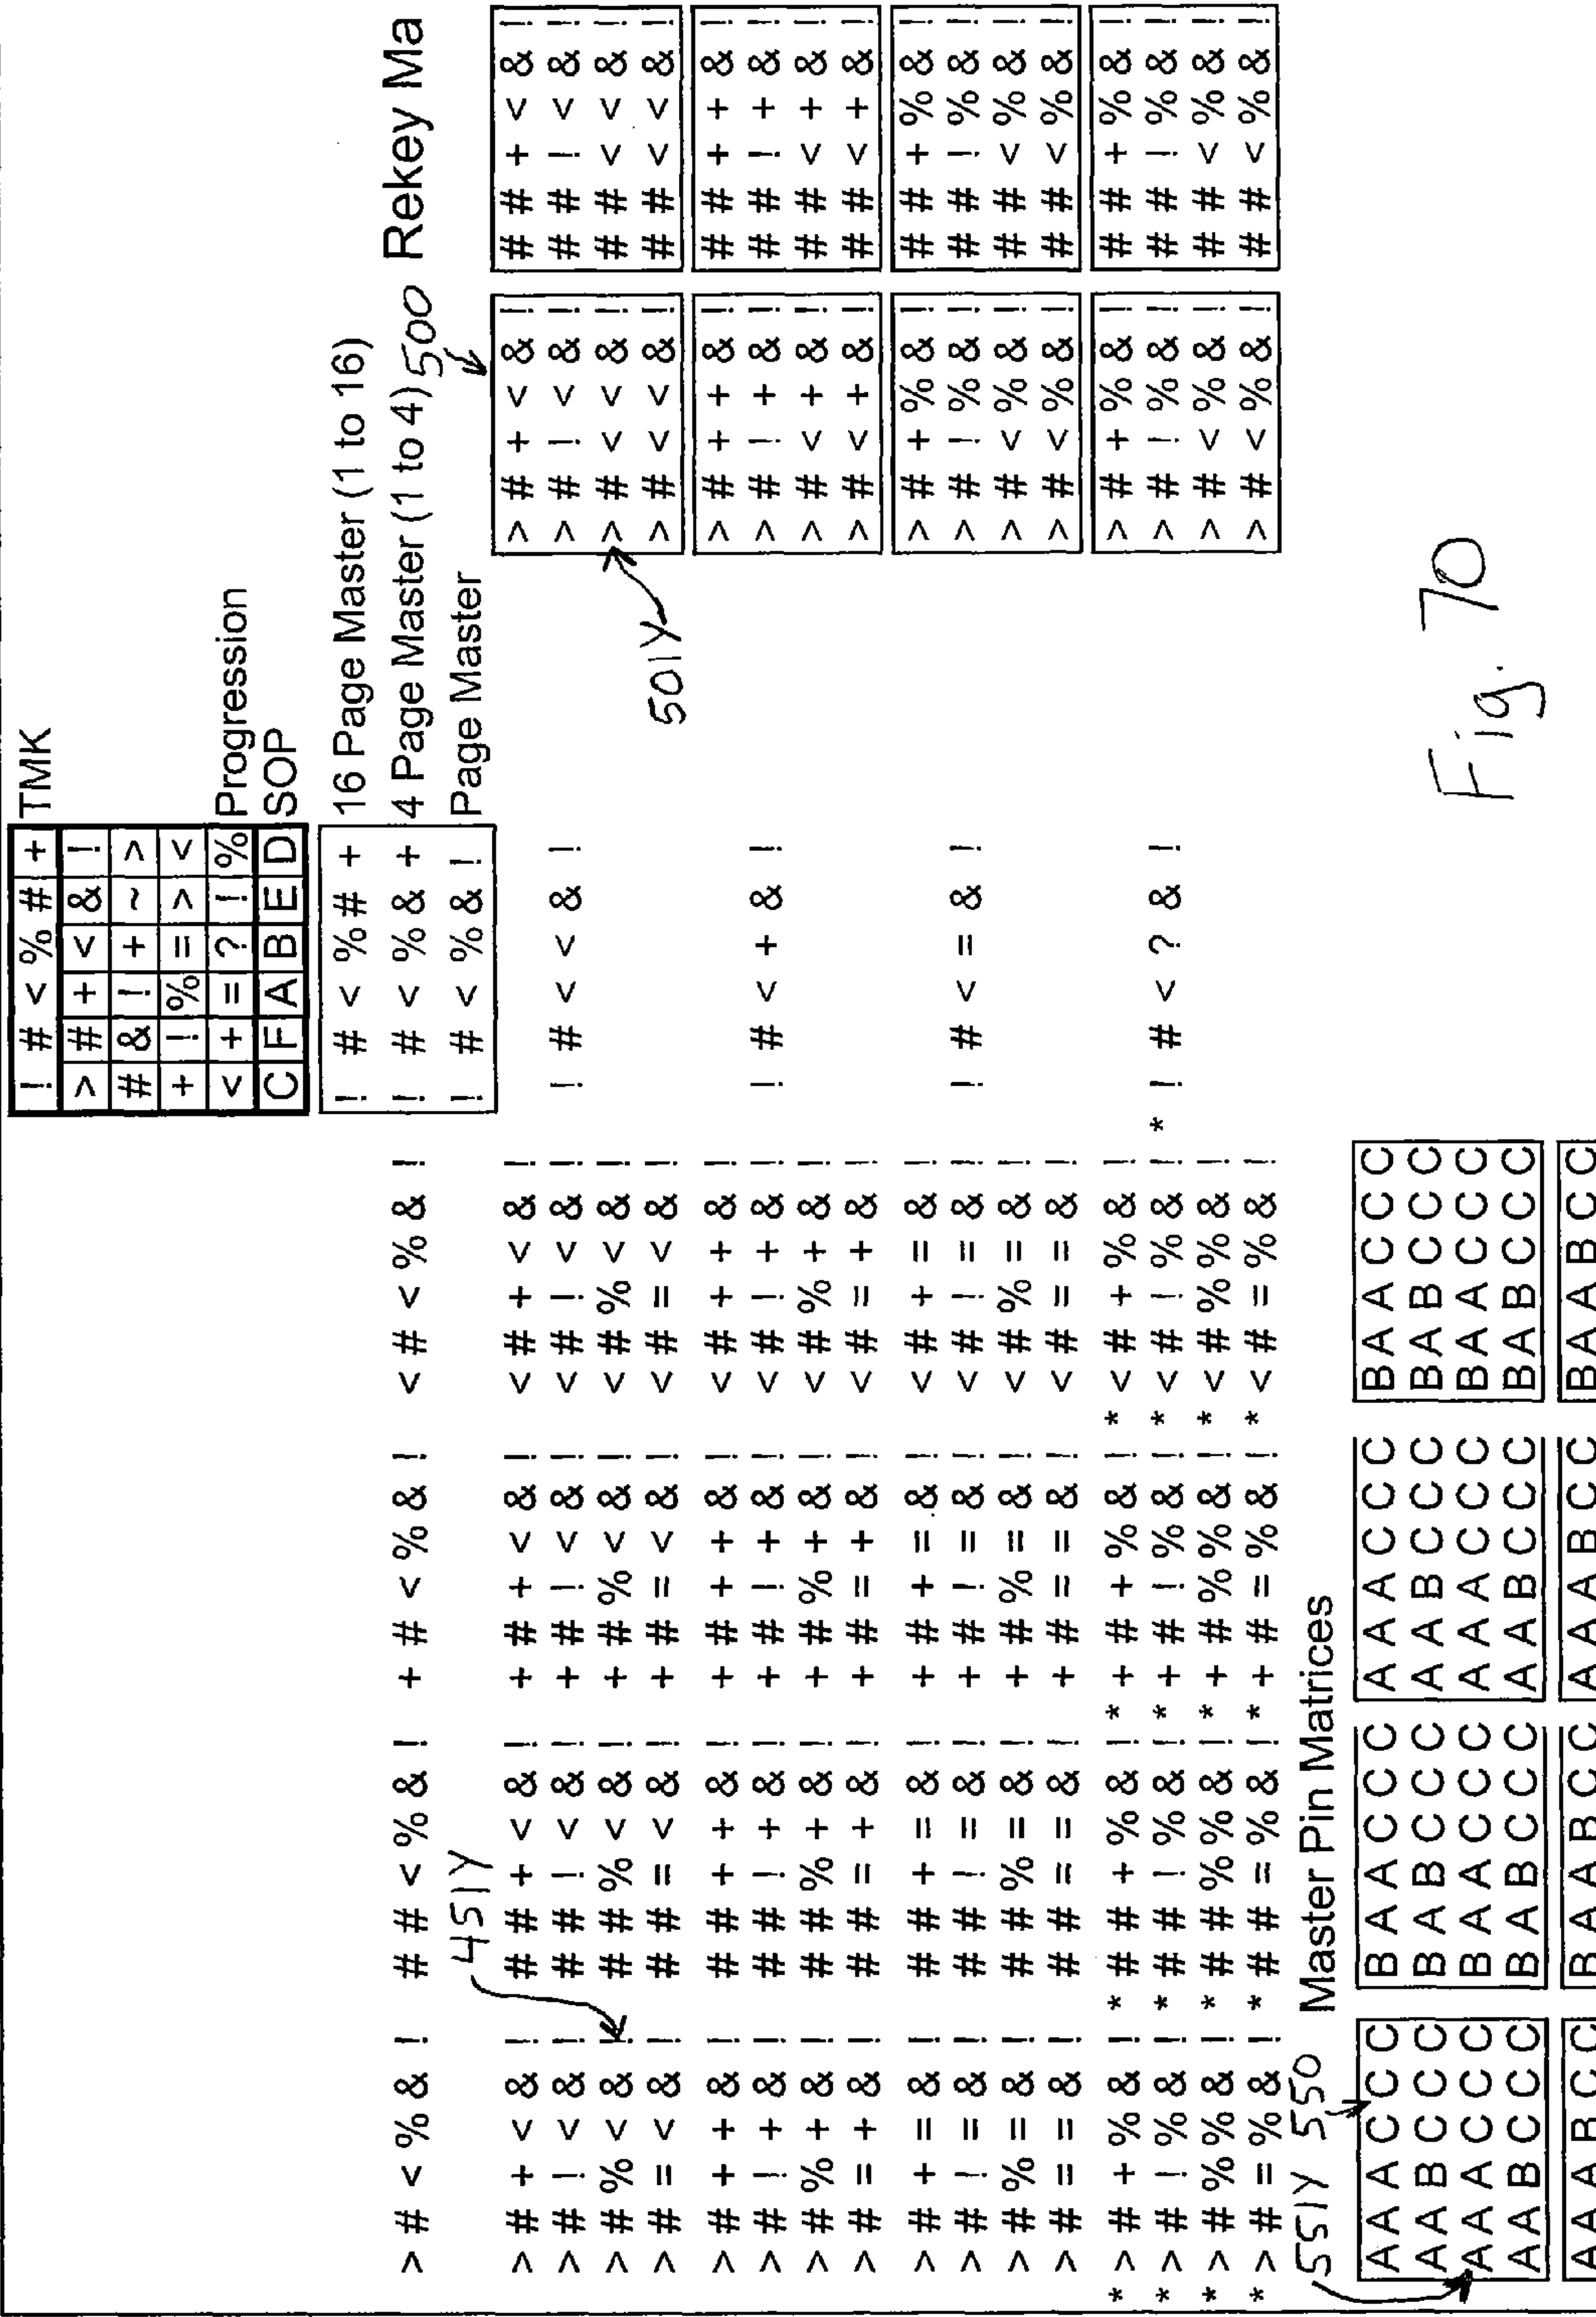 ! # < % # + TMK
> # + < & !
# & ! + ~ >
+ ! % = > <
< + = ? ! % Progression
C F A B E D SOP
! # < % # + 16 Page Master (1 to 16)
> # < % & ! # # < % & ! + # < % & ! < # < % & ! ! # < % & + 4 Page Master (1 to 4) 500 Rekey Ma
451Y ! # < % & ! Page Master
> # + < & ! # # + < & ! + # + < & ! < # + < & ! > # + < & ! # # + < & !
> # ! < & ! # # ! < & ! + # ! < & ! < # ! < & ! ! # < < & ! > # ! < & ! # # ! < & !
> # % < & ! # # % < & ! + # % < & ! < # % < & ! > # < < & ! # # < < & !
> # = < & ! # # = < & ! + # = < & ! < # = < & ! 501Y > # < < & ! # # < < & !
> # + + & ! # # + + & ! + # + + & ! < # + + & ! > # + + & ! # # + + & !
> # ! + & ! # # ! + & ! + # ! + & ! < # ! + & ! ! # < + & ! > # ! + & ! # # ! + & !
> # % + & ! # # % + & ! + # % + & ! < # % + & ! > # < + & ! # # < + & !
> # = + & ! # # = + & ! + # = + & ! < # = + & ! > # < + & ! # # < + & !
> # + = & ! # # + = & ! + # + = & ! < # + = & ! > # + % & ! # # + % & !
> # ! = & ! # # ! = & ! + # ! = & ! < # ! = & ! ! # < = & ! > # ! % & ! # # ! % & !
> # % = & ! # # % = & ! + # % = & ! < # % = & ! > # < % & ! # # < % & !
> # = = & ! # # = = & ! + # = = & ! < # = = & ! > # < % & ! # # < % & !
* > # + % & ! * # # + % & ! * + # + % & ! * < # + % & ! > # + % & ! # # + % & !
* > # ! % & ! * # # ! % & ! * + # ! % & ! * < # ! % & ! * ! # < ? & ! > # ! % & ! # # ! % & !
* > # % % & ! * # # % % & ! * + # % % & ! * < # % % & ! > # < % & ! # # < % & !
* > # = % & ! * # # = % & ! * + # = % & ! * < # = % & ! > # < % & ! # # < % & !
551Y 550 Master Pin Matrices
A A A C C C B A A C C C A A A C C C B A A C C C
A A B C C C B A B C C C A A B C C C B A B C C C
A A A C C C B A A C C C A A A C C C B A A C C C
A A B C C C B A B C C C A A B C C C B A B C C C
A A A B C C B A A B C C A A A B C C B A A B C C
Fig. 70